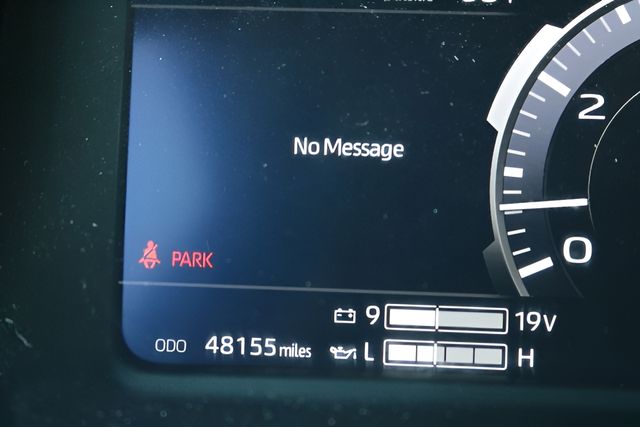 No Message
2
0
PARK
9 19V
ODO 48155 miles L H